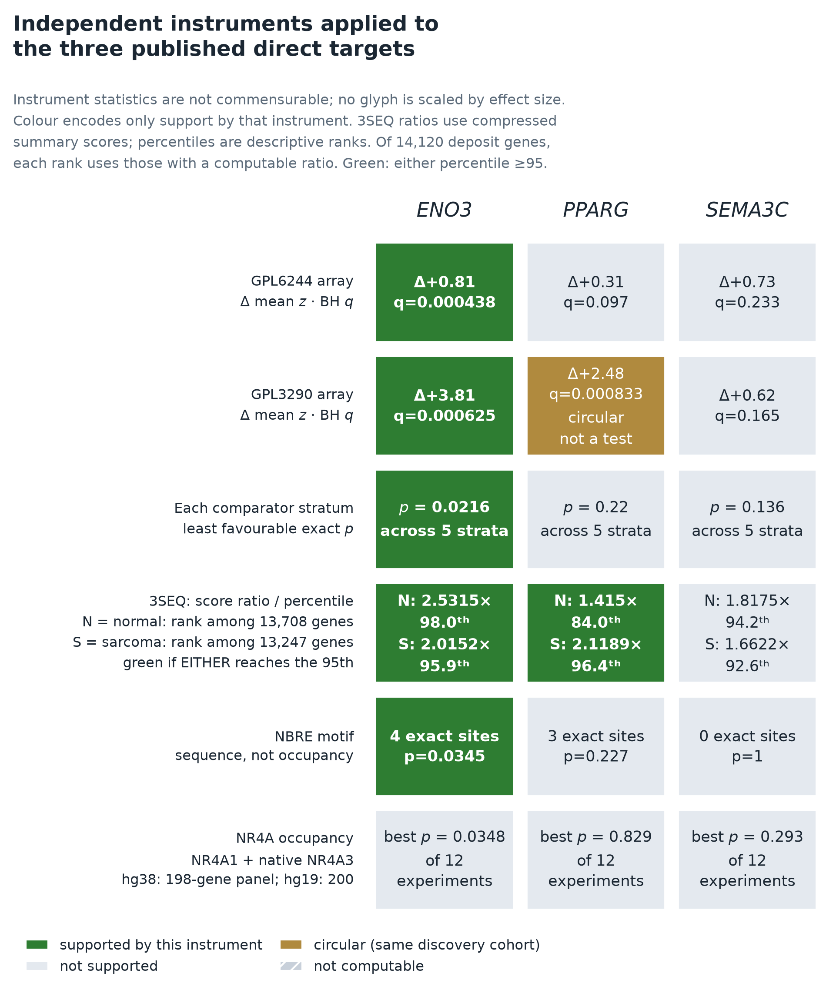 Independent instruments applied to
the three published direct targets
Instrument statistics are not commensurable; no glyph is scaled by effect size.
Colour encodes only support by that instrument. 3SEQ ratios use compressed
summary scores; percentiles are descriptive ranks. Of 14,120 deposit genes,
each rank uses those with a computable ratio. Green: either percentile ≥95.
ENO3 PPARG SEMA3C
GPL6244 array
Δ mean z · BH q
Δ+0.81
q=0.000438
Δ+0.31
q=0.097
Δ+0.73
q=0.233
GPL3290 array
Δ mean z · BH q
Δ+3.81
q=0.000625
Δ+2.48
q=0.000833
circular
not a test
Δ+0.62
q=0.165
Each comparator stratum
least favourable exact p
p = 0.0216
across 5 strata
p = 0.22
across 5 strata
p = 0.136
across 5 strata
3SEQ: score ratio / percentile
N = normal: rank among 13,708 genes
S = sarcoma: rank among 13,247 genes
green if EITHER reaches the 95th
N: 2.5315×
98.0ᵗʰ
S: 2.0152×
95.9ᵗʰ
N: 1.415×
84.0ᵗʰ
S: 2.1189×
96.4ᵗʰ
N: 1.8175×
94.2ᵗʰ
S: 1.6622×
92.6ᵗʰ
NBRE motif
sequence, not occupancy
4 exact sites
p=0.0345
3 exact sites
p=0.227
0 exact sites
p=1
NR4A occupancy
NR4A1 + native NR4A3
hg38: 198-gene panel; hg19: 200
best p = 0.0348
of 12
experiments
best p = 0.829
of 12
experiments
best p = 0.293
of 12
experiments
supported by this instrument
circular (same discovery cohort)
not supported
not computable